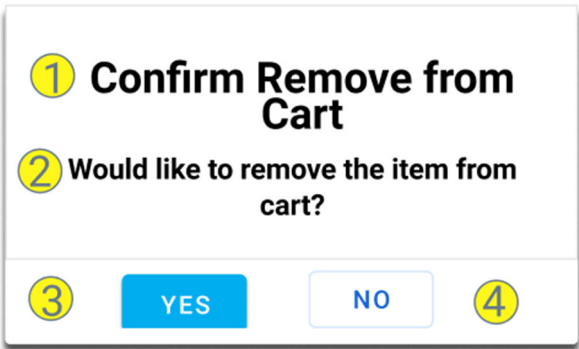 1 Confirm Remove from
Cart
2 Would like to remove the item from
cart?
3 YES NO 4